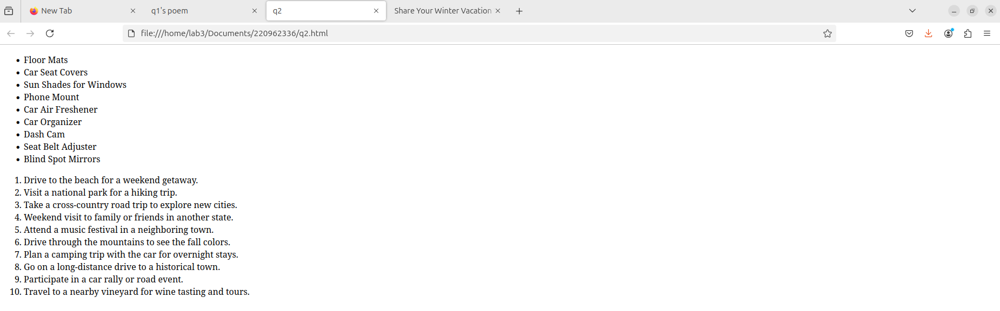 New Tab
q1's poem
q2
Share Your Winter Vacation
file:///home/lab3/Documents/220962336/q2.html
• Floor Mats
• Car Seat Covers
• Sun Shades for Windows
• Phone Mount
• Car Air Freshener
• Car Organizer
• Dash Cam
• Seat Belt Adjuster
• Blind Spot Mirrors
1. Drive to the beach for a weekend getaway.
2. Visit a national park for a hiking trip.
3. Take a cross-country road trip to explore new cities.
4. Weekend visit to family or friends in another state.
5. Attend a music festival in a neighboring town.
6. Drive through the mountains to see the fall colors.
7. Plan a camping trip with the car for overnight stays.
8. Go on a long-distance drive to a historical town.
9. Participate in a car rally or road event.
10. Travel to a nearby vineyard for wine tasting and tours.